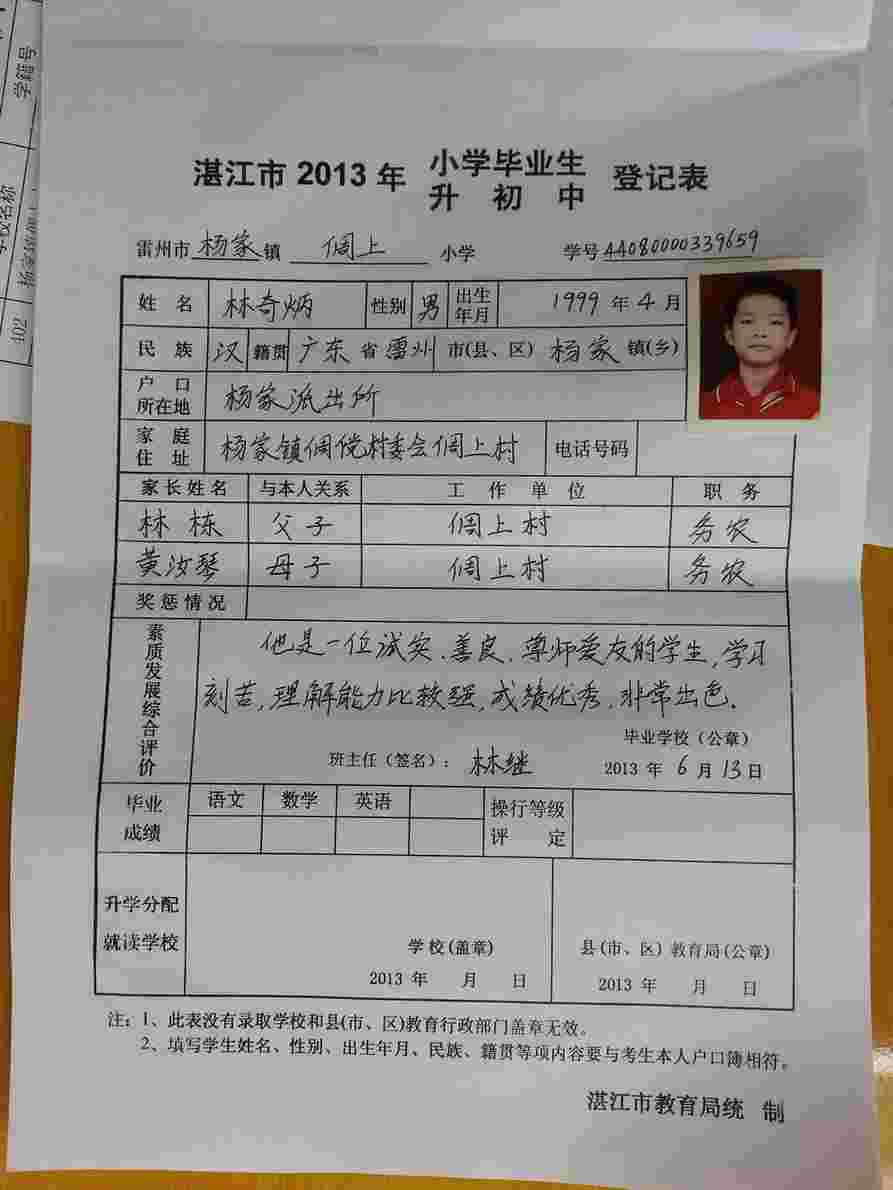 学籍号
湛江市 2013 年 小学毕业生 登记表
升 初 中
雷州市 杨家 镇 倜上 小学 学号 AA080000339659
姓 名 林奇炳 性别 男 出生年月 1999 年 4 月
民 族 汉 籍贯 广东 省 雷州 市(县、区) 杨家 镇(乡)
户 口 所在地 杨家派出所
家 庭 住 址 杨家镇倜傥村委会倜上村 电话号码
家长姓名 与本人关系 工 作 单 位 职 务
林 栋 父子 倜上村 务农
黄汝琴 母子 倜上村 务农
奖惩情况
素质发展综合评价
他是一位诚实、善良、尊师爱友的学生,学习
刻苦,理解能力比较强,成绩优秀,非常出色.
毕业学校(公章)
班主任(签名): 林继 2013 年 6 月 13 日
毕业成绩 语文 数学 英语 操行等级评 定
升学分配
就读学校
学校(盖章) 县(市、区)教育局(公章)
2013 年 月 日 2013 年 月 日
注:1、此表没有录取学校和县(市、区)教育行政部门盖章无效。
2、填写学生姓名、性别、出生年月、民族、籍贯等项内容要与考生本人户口簿相符。
湛江市教育局统 制